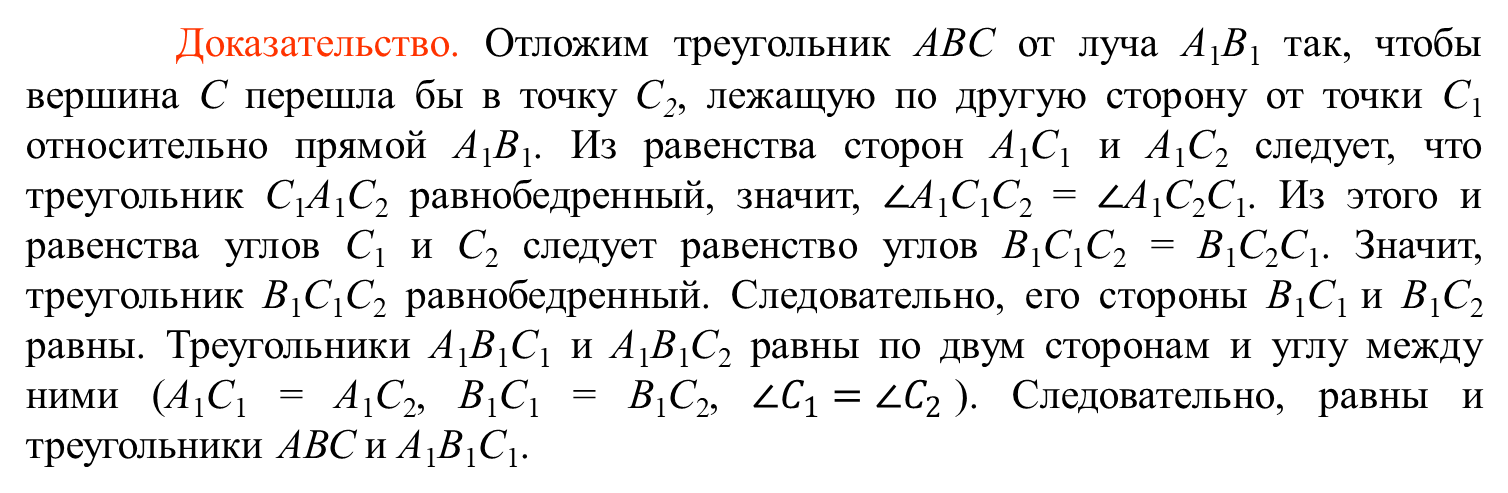 Доказательство. Отложим треугольник ABC от луча A₁B₁ так, чтобы
вершина C перешла бы в точку C₂, лежащую по другую сторону от точки C₁
относительно прямой A₁B₁. Из равенства сторон A₁C₁ и A₁C₂ следует, что
треугольник C₁A₁C₂ равнобедренный, значит, ∠A₁C₁C₂ = ∠A₁C₂C₁. Из этого и
равенства углов C₁ и C₂ следует равенство углов B₁C₁C₂ = B₁C₂C₁. Значит,
треугольник B₁C₁C₂ равнобедренный. Следовательно, его стороны B₁C₁ и B₁C₂
равны. Треугольники A₁B₁C₁ и A₁B₁C₂ равны по двум сторонам и углу между
ними (A₁C₁ = A₁C₂, B₁C₁ = B₁C₂, ∠C₁ = ∠C₂ ). Следовательно, равны и
треугольники ABC и A₁B₁C₁.